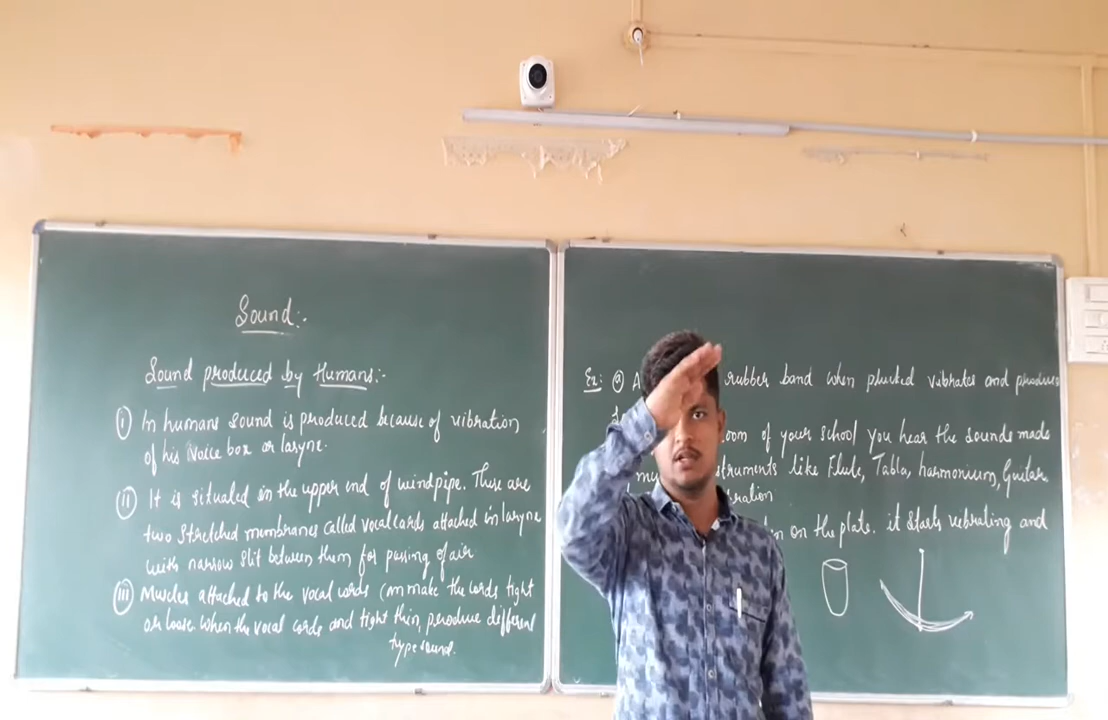 Sound:-
Sound produced by Humans:-
(i) In humans sound is produced because of vibration
of his voice box or larynx.
(ii) It is situated in the upper end of windpipe. There are
two stretched membranes called vocal cards attached in larynx
with narrow slit between them for passing of air.
(iii) Muscles attached to the vocal cords can make the cords tight
or loose. When the vocal cords and tight thin, produce different
type sound.
Ex: (a) A rubber band when plucked vibrates and produces
room of your school you hear the sounds made
struments like Flute, Tabla, harmonium, Guitar
bration
on the plate. it starts vebrating and